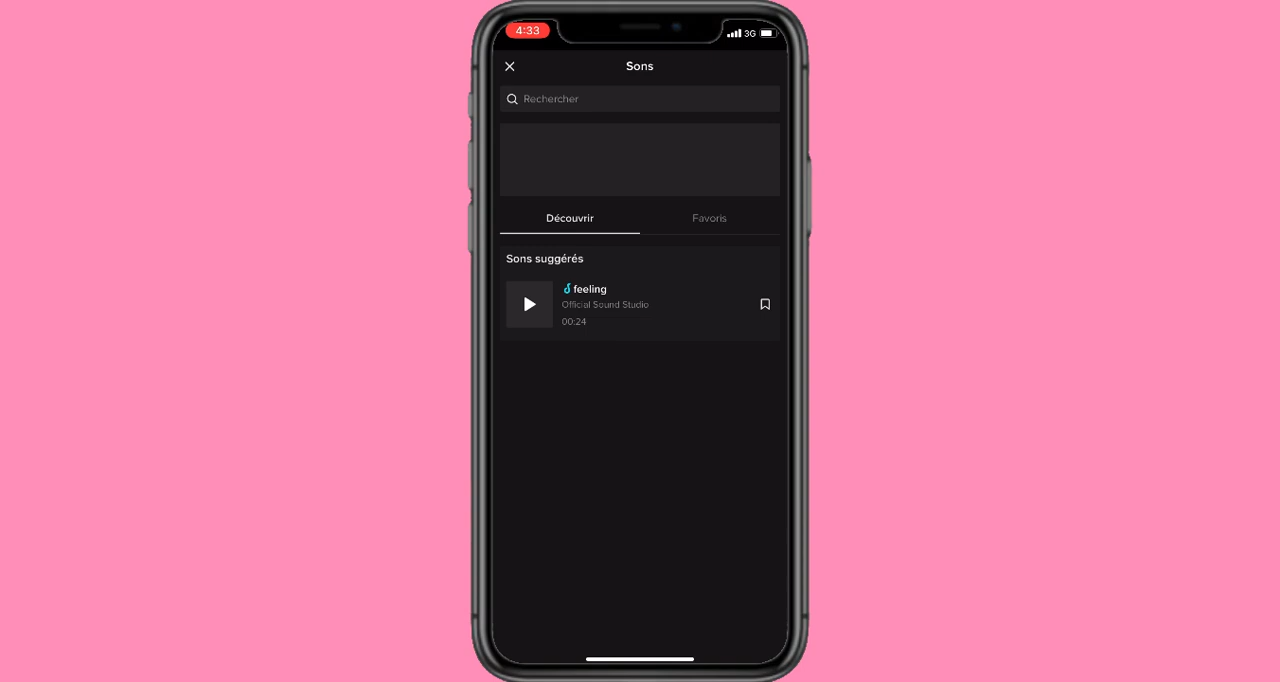 4:33
3G
Sons
Rechercher
Découvrir
Favoris
Sons suggérés
feeling
Official Sound Studio
00:24